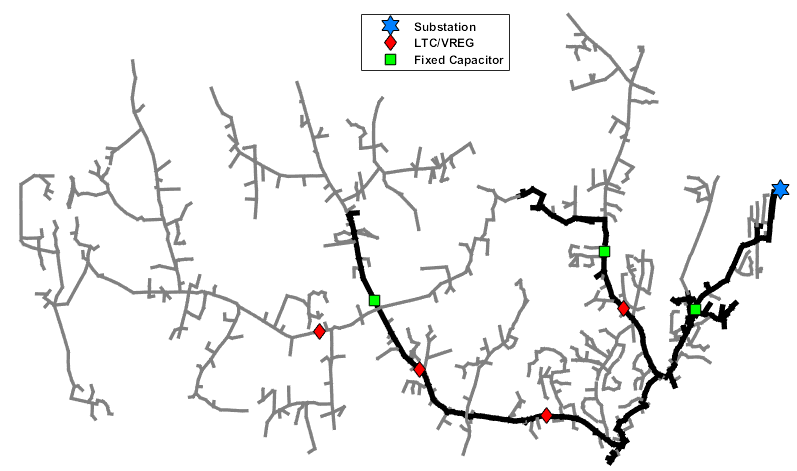 Substation
LTC/VREG
Fixed Capacitor